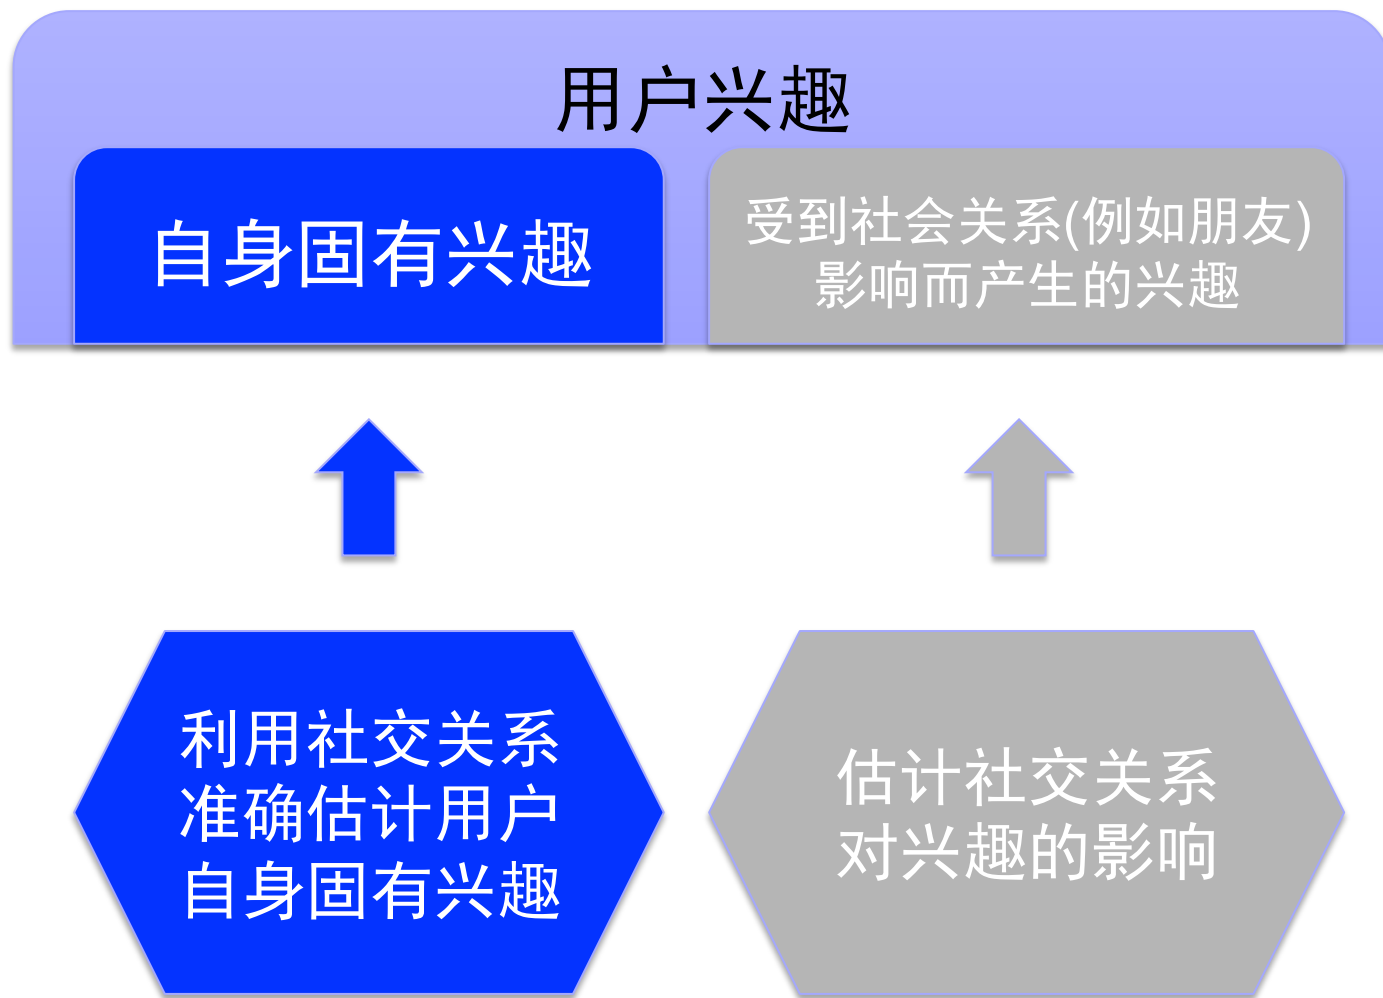 用户兴趣
自身固有兴趣
受到社会关系(例如朋友)
影响而产生的兴趣
利用社交关系
准确估计用户
自身固有兴趣
估计社交关系
对兴趣的影响